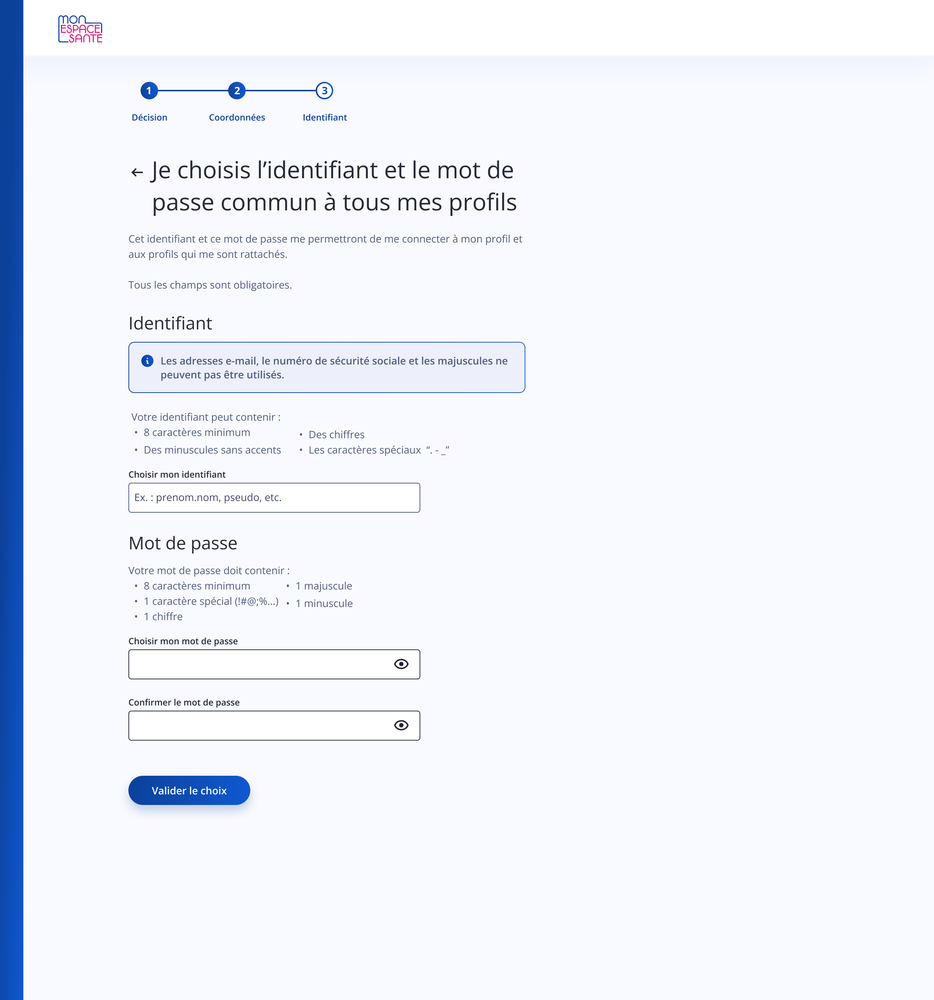 mon
ESPACE
SANTÉ
1
2
3
Décision
Coordonnées
Identifiant
Je choisis l’identifiant et le mot de
passe commun à tous mes profils
Cet identifiant et ce mot de passe me permettront de me connecter à mon profil et
aux profils qui me sont rattachés.
Tous les champs sont obligatoires.
Identifiant
Les adresses e-mail, le numéro de sécurité sociale et les majuscules ne
peuvent pas être utilisés.
Votre identifiant peut contenir :
• 8 caractères minimum
• Des minuscules sans accents
• Des chiffres
• Les caractères spéciaux “. - _”
Choisir mon identifiant
Ex. : prenom.nom, pseudo, etc.
Mot de passe
Votre mot de passe doit contenir :
• 8 caractères minimum
• 1 caractère spécial (!#@;%...)
• 1 chiffre
• 1 majuscule
• 1 minuscule
Choisir mon mot de passe
Confirmer le mot de passe
Valider le choix